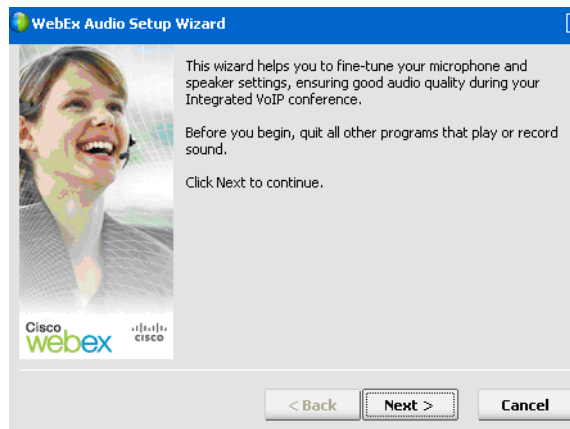 WebEx Audio Setup Wizard
This wizard helps you to fine-tune your microphone and
speaker settings, ensuring good audio quality during your
Integrated VoIP conference.
Before you begin, quit all other programs that play or record
sound.
Click Next to continue.
Cisco
webex
cisco
< Back
Next >
Cancel